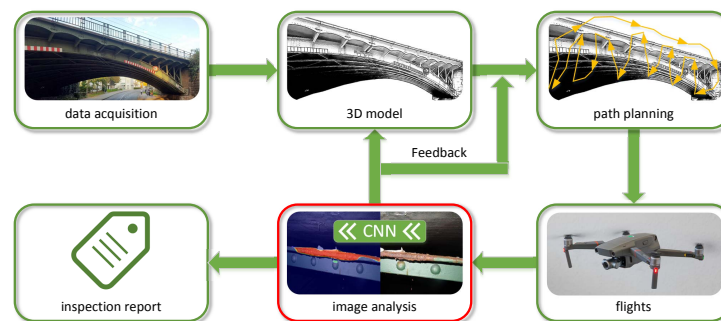 data acquisition
3D model
path planning
Feedback
CNN
inspection report
image analysis
flights